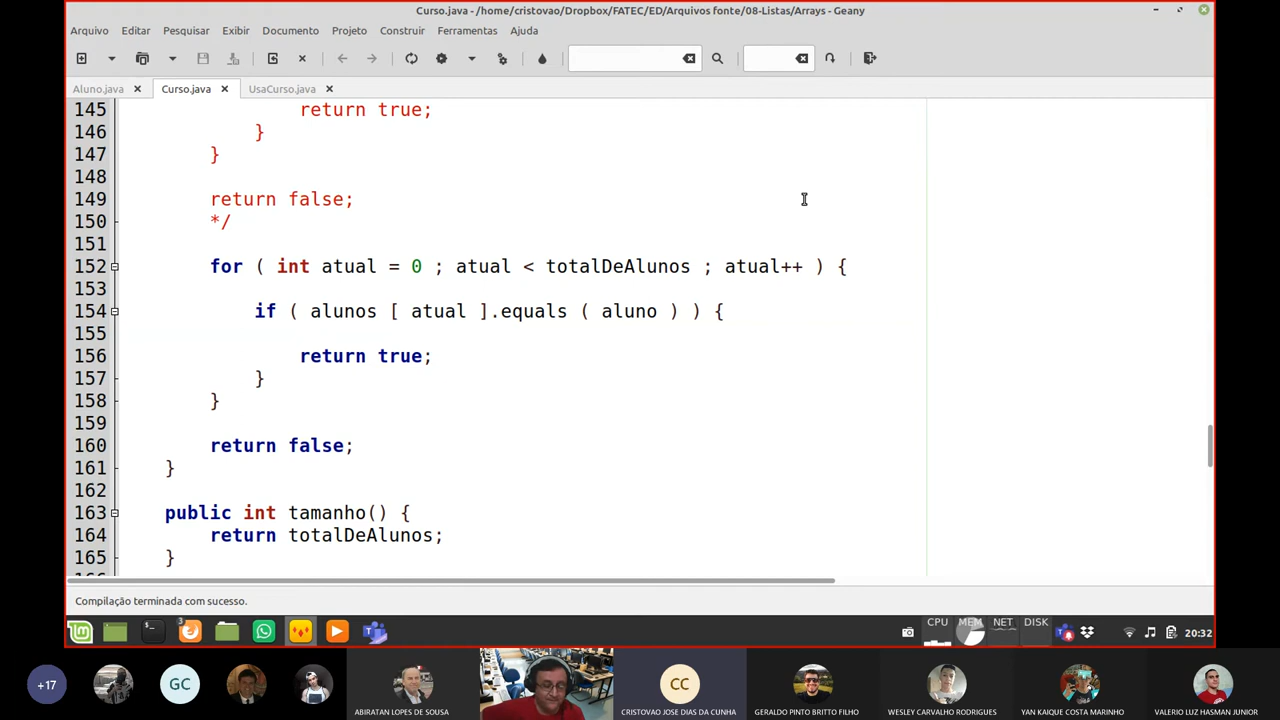 Curso.java - /home/cristovao/Dropbox/FATEC/ED/Arquivos fonte/08-Listas/Arrays - Geany
Arquivo Editar Pesquisar Exibir Documento Projeto Construir Ferramentas Ajuda
Aluno.java Curso.java UsaCurso.java
145 return true;
146 }
147 }
148
149 return false;
150 */
151
152 for ( int atual = 0 ; atual < totalDeAlunos ; atual++ ) {
153
154 if ( alunos [ atual ].equals ( aluno ) ) {
155
156 return true;
157 }
158 }
159
160 return false;
161 }
162
163 public int tamanho() {
164 return totalDeAlunos;
165 }
Compilação terminada com sucesso.
3
CPU MEM NET DISK
20:32
+17
GC
CC
ABIRATAN LOPES DE SOUSA
CRISTOVAO JOSE DIAS DA CUNHA
GERALDO PINTO BRITTO FILHO
WESLEY CARVALHO RODRIGUES
YAN KAIQUE COSTA MARINHO
VALERIO LUZ HASMAN JUNIOR